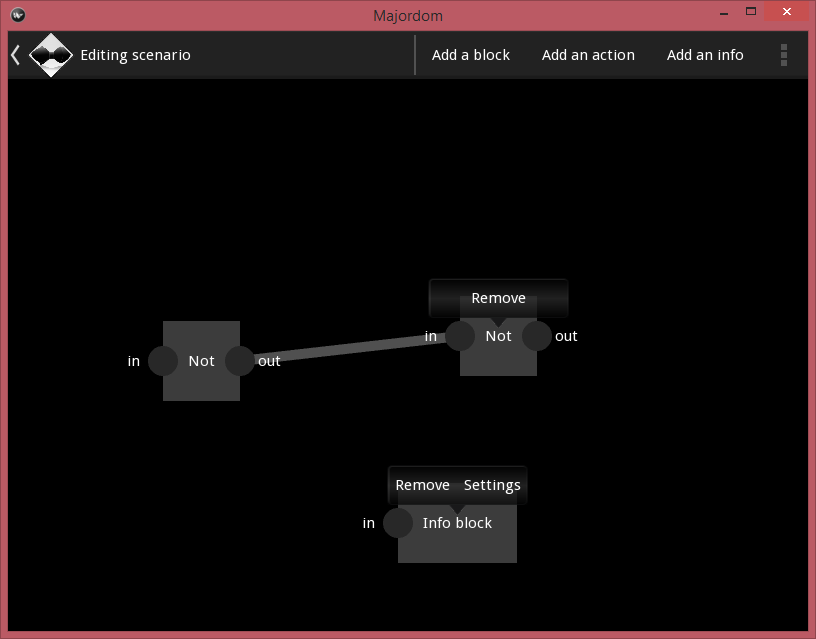 Majordom
Editing scenario
Add a block
Add an action
Add an info
Remove
in
Not
out
in
Not
out
Remove Settings
in
Info block